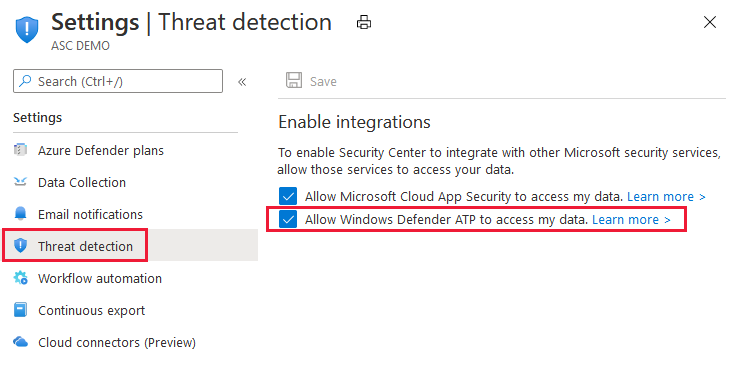 Settings | Threat detection
ASC DEMO
Search (Ctrl+/)
«
Save
Settings
Azure Defender plans
Data Collection
Email notifications
Threat detection
Workflow automation
Continuous export
Cloud connectors (Preview)
Enable integrations
To enable Security Center to integrate with other Microsoft security services,
allow those services to access your data.
Allow Microsoft Cloud App Security to access my data. Learn more >
Allow Windows Defender ATP to access my data. Learn more >